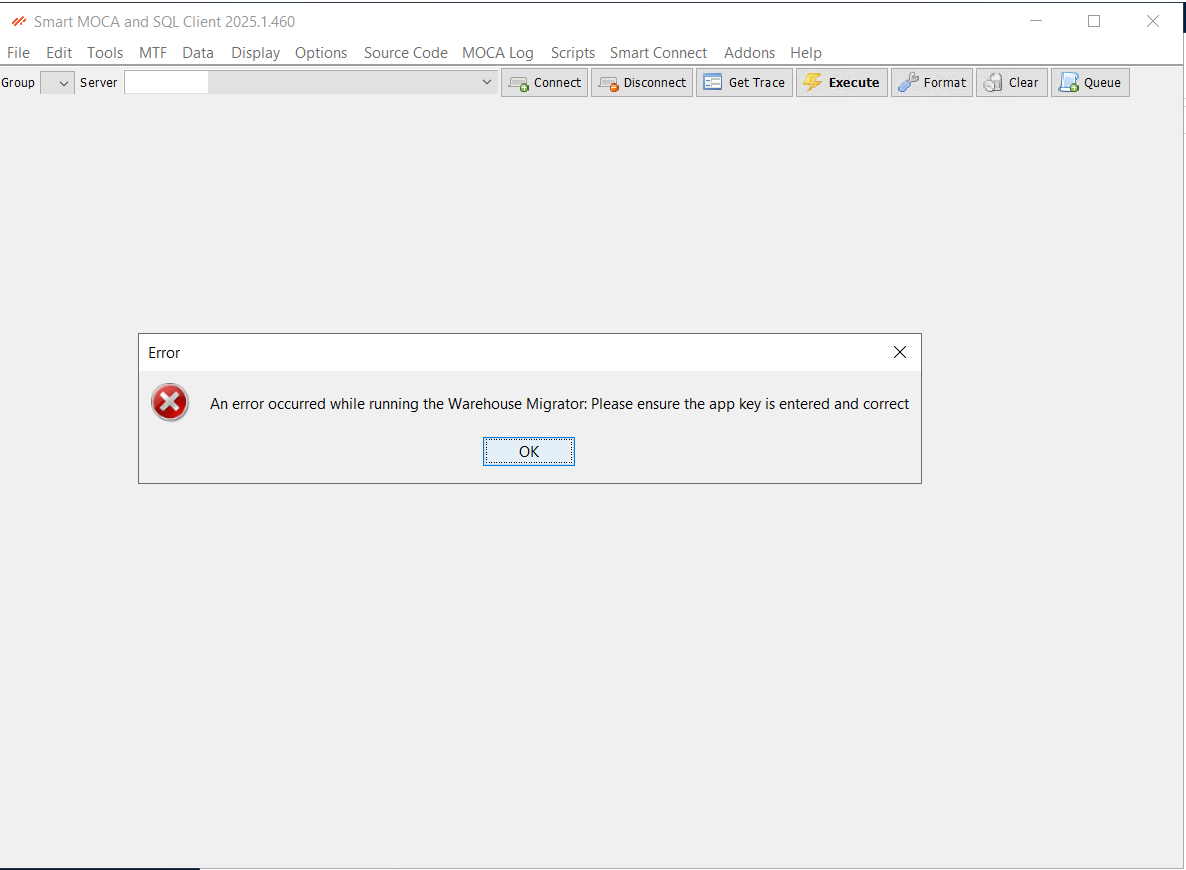 Smart MOCA and SQL Client 2025.1.460
File Edit Tools MTF Data Display Options Source Code MOCA Log Scripts Smart Connect Addons Help
Group Server Connect Disconnect Get Trace Execute Format Clear Queue
Error
An error occurred while running the Warehouse Migrator: Please ensure the app key is entered and correct
OK